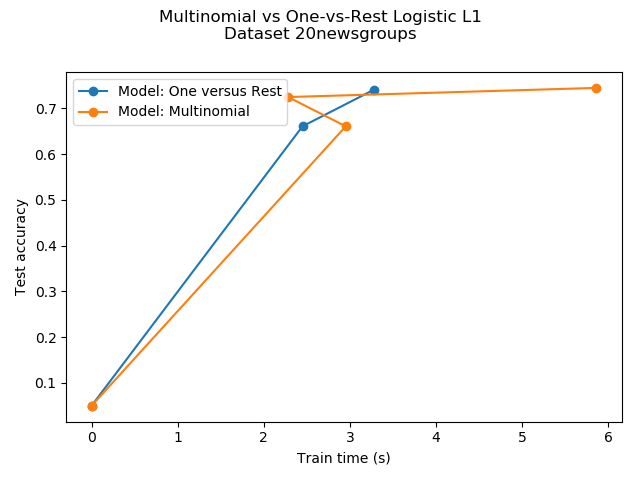 Multinomial vs One-vs-Rest Logistic L1
Dataset 20newsgroups
Model: One versus Rest
Model: Multinomial
0.7
0.6
0.5
0.4
0.3
0.2
0.1
Test accuracy
0
1
2
3
4
5
6
Train time (s)